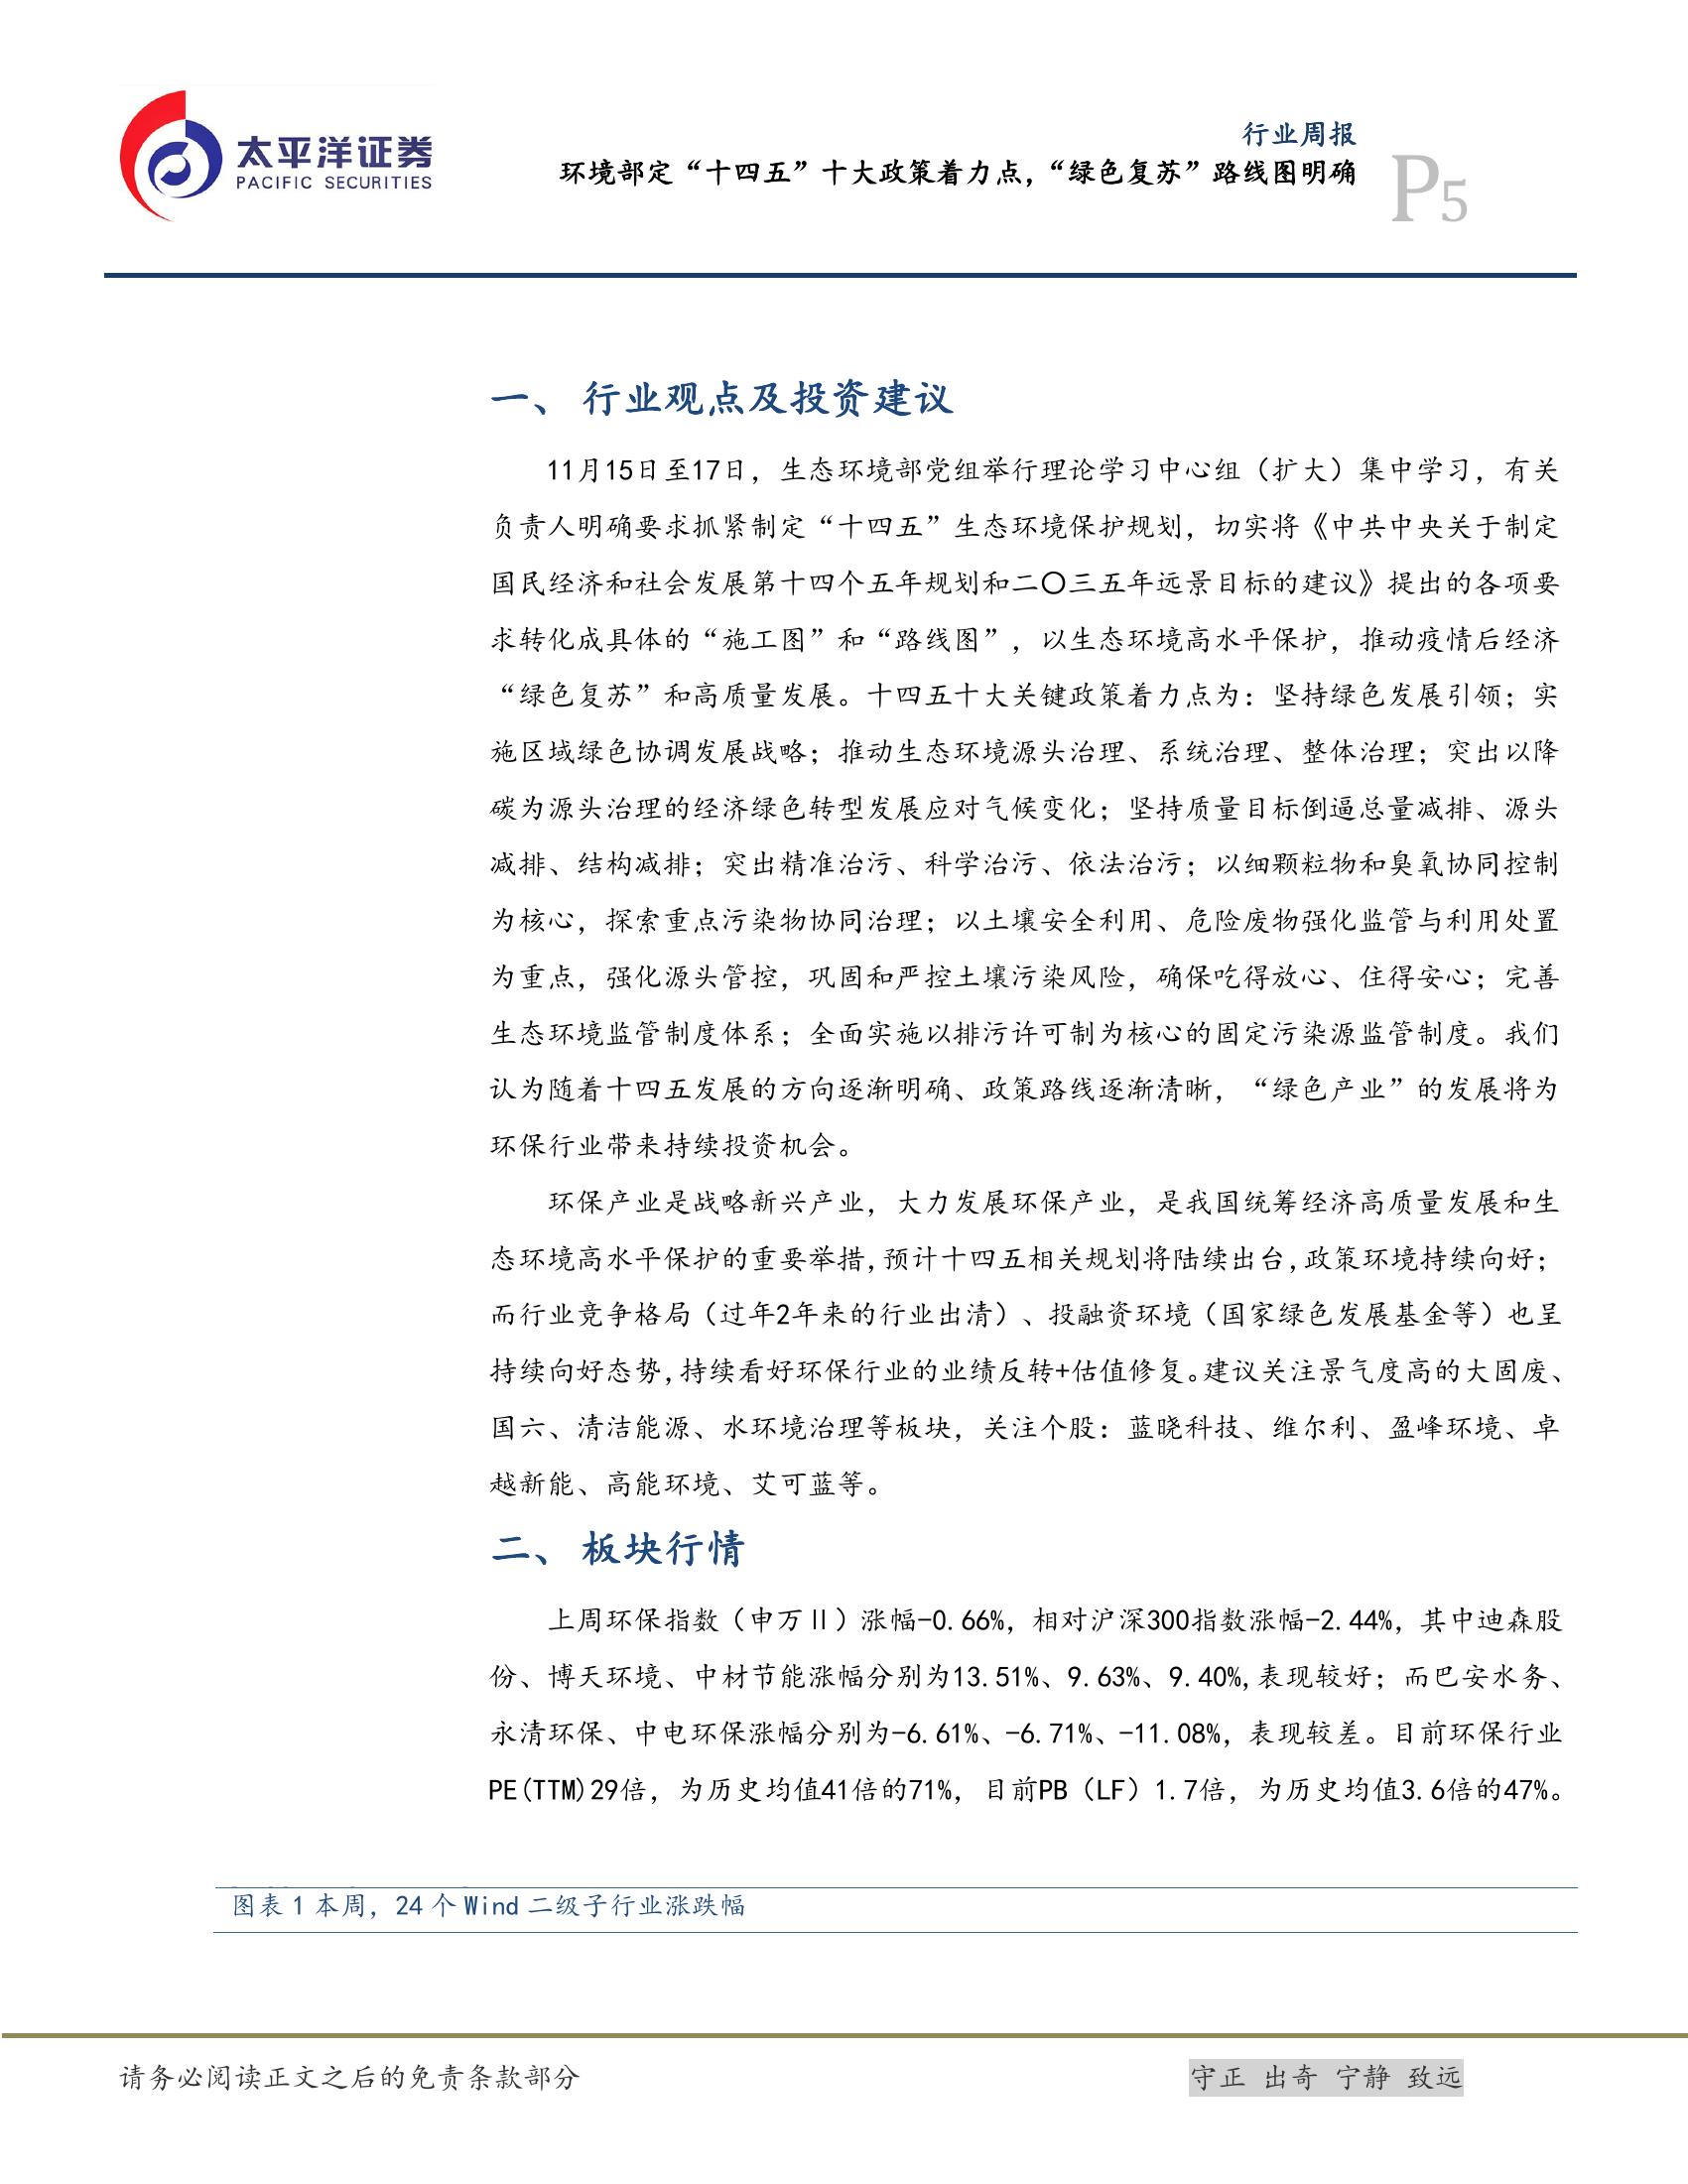 太平洋证券
PACIFIC SECURITIES
行业周报
环境部定“十四五”十大政策着力点，“绿色复苏”路线图明确
P5
一、 行业观点及投资建议
11月15日至17日，生态环境部党组举行理论学习中心组（扩大）集中学习，有关
负责人明确要求抓紧制定“十四五”生态环境保护规划，切实将《中共中央关于制定
国民经济和社会发展第十四个五年规划和二〇三五年远景目标的建议》提出的各项要
求转化成具体的“施工图”和“路线图”，以生态环境高水平保护，推动疫情后经济
“绿色复苏”和高质量发展。十四五十大关键政策着力点为：坚持绿色发展引领；实
施区域绿色协调发展战略；推动生态环境源头治理、系统治理、整体治理；突出以降
碳为源头治理的经济绿色转型发展应对气候变化；坚持质量目标倒逼总量减排、源头
减排、结构减排；突出精准治污、科学治污、依法治污；以细颗粒物和臭氧协同控制
为核心，探索重点污染物协同治理；以土壤安全利用、危险废物强化监管与利用处置
为重点，强化源头管控，巩固和严控土壤污染风险，确保吃得放心、住得安心；完善
生态环境监管制度体系；全面实施以排污许可制为核心的固定污染源监管制度。我们
认为随着十四五发展的方向逐渐明确、政策路线逐渐清晰，“绿色产业”的发展将为
环保行业带来持续投资机会。
环保产业是战略新兴产业，大力发展环保产业，是我国统筹经济高质量发展和生
态环境高水平保护的重要举措,预计十四五相关规划将陆续出台,政策环境持续向好；
而行业竞争格局（过年2年来的行业出清）、投融资环境（国家绿色发展基金等）也呈
持续向好态势,持续看好环保行业的业绩反转+估值修复。建议关注景气度高的大固废、
国六、清洁能源、水环境治理等板块，关注个股：蓝晓科技、维尔利、盈峰环境、卓
越新能、高能环境、艾可蓝等。
二、 板块行情
上周环保指数（申万Ⅱ）涨幅-0.66%，相对沪深300指数涨幅-2.44%，其中迪森股
份、博天环境、中材节能涨幅分别为13.51%、9.63%、9.40%,表现较好；而巴安水务、
永清环保、中电环保涨幅分别为-6.61%、-6.71%、-11.08%，表现较差。目前环保行业
PE(TTM)29倍，为历史均值41倍的71%，目前PB（LF）1.7倍，为历史均值3.6倍的47%。
图表 1 本周，24 个 Wind 二级子行业涨跌幅
请务必阅读正文之后的免责条款部分
守正 出奇 宁静 致远